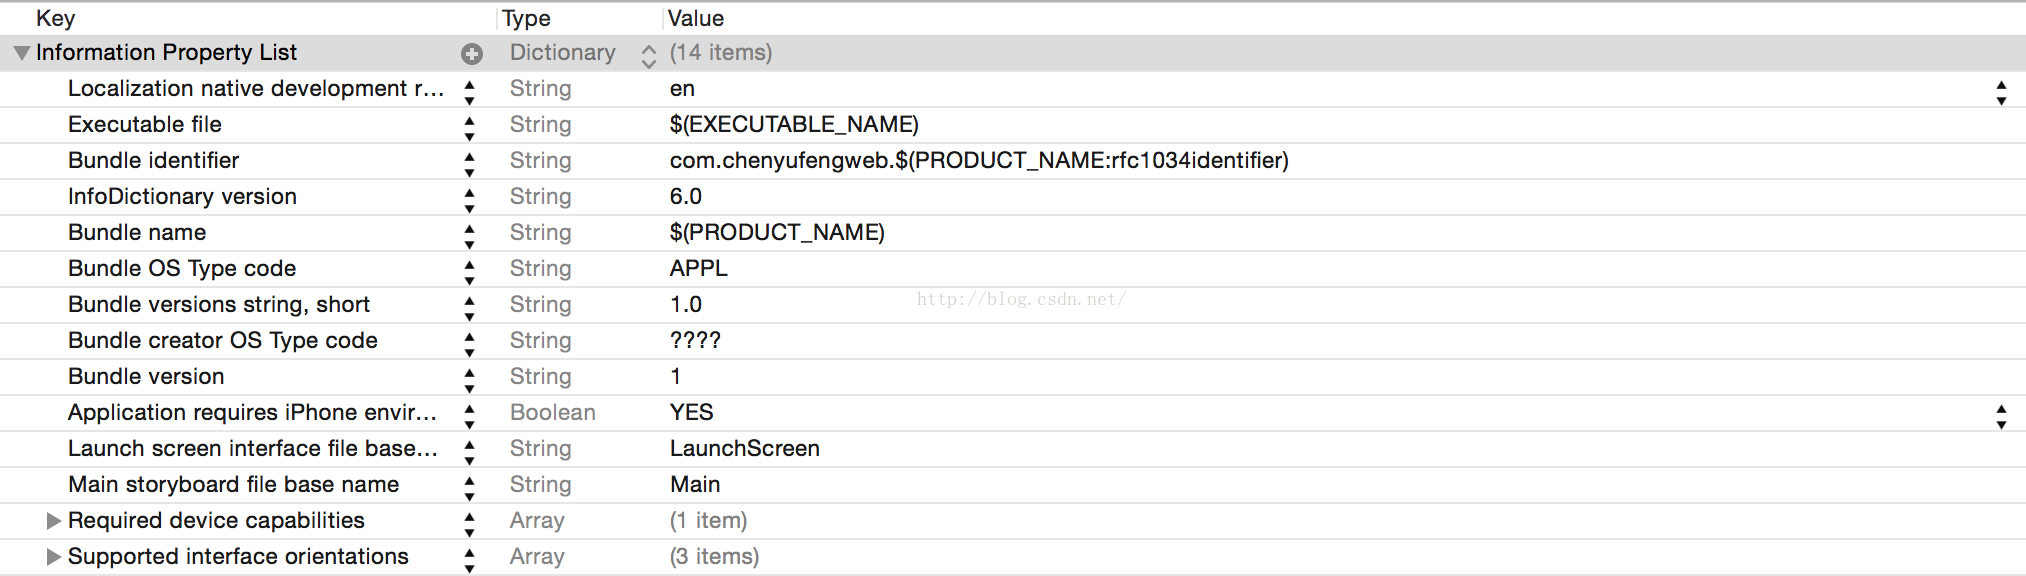 Key Type Value
Information Property List Dictionary (14 items)
Localization native development r... String en
Executable file String $(EXECUTABLE_NAME)
Bundle identifier String com.chenyufengweb.$(PRODUCT_NAME:rfc1034identifier)
InfoDictionary version String 6.0
Bundle name String $(PRODUCT_NAME)
Bundle OS Type code String APPL
Bundle versions string, short String 1.0
http://blog.csdn.net/
Bundle creator OS Type code String ????
Bundle version String 1
Application requires iPhone envir... Boolean YES
Launch screen interface file base... String LaunchScreen
Main storyboard file base name String Main
Required device capabilities Array (1 item)
Supported interface orientations Array (3 items)